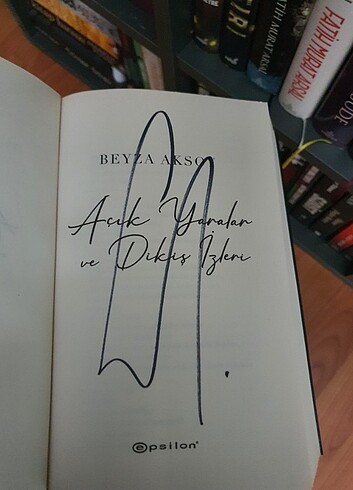 FATİH MURAT ARSAL
BEYZA AKSOY
Açık Yaralar
ve Dikiş İzleri
epsilon